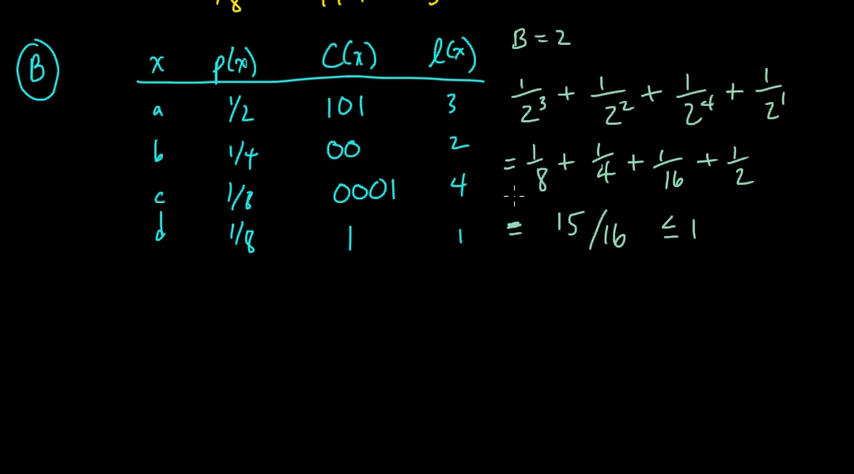 B x p(x) C(x) l(x) B = 2
a 1/2 101 3 1/2^3 + 1/2^2 + 1/2^4 + 1/2^1
b 1/4 00 2 = 1/8 + 1/4 + 1/16 + 1/2
c 1/8 0001 4
d 1/8 1 1 = 15/16 ≤ 1